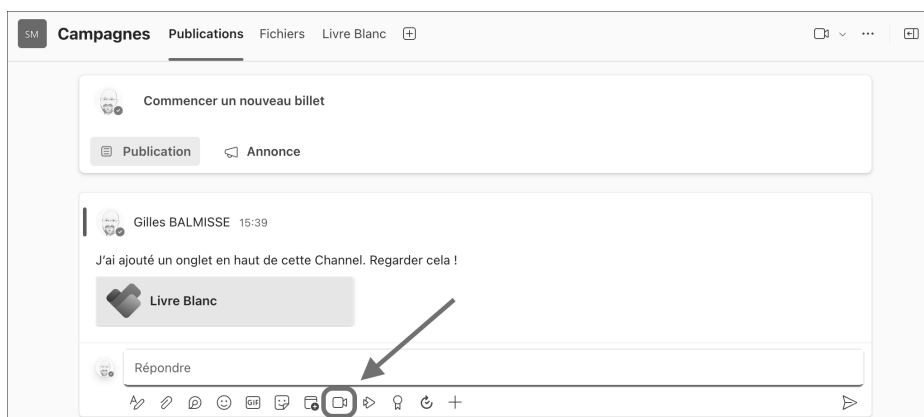 SM Campagnes Publications Fichiers Livre Blanc
Commencer un nouveau billet
Publication Annonce
Gilles BALMISSE 15:39
J'ai ajouté un onglet en haut de cette Channel. Regarder cela !
Livre Blanc
Répondre
GIF